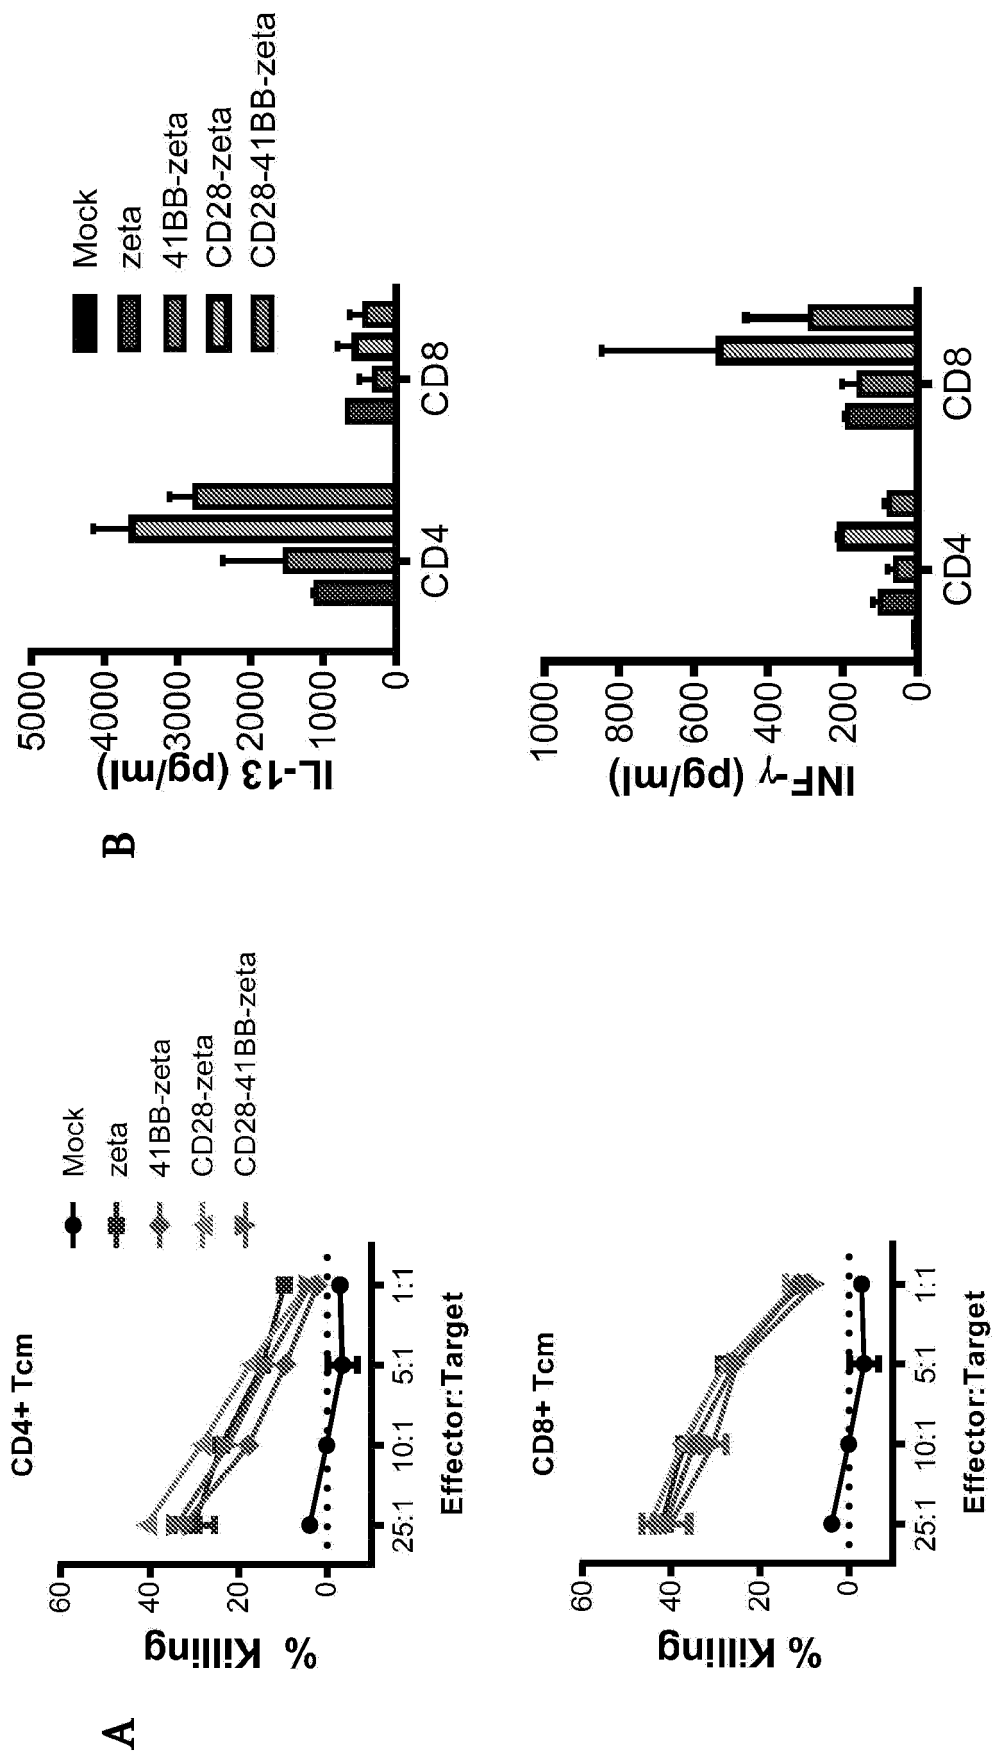 A
CD4+ Tcm
% Killing
60
40
20
0
25:1
10:1
5:1
1:1
Effector:Target
Mock
zeta
41BB-zeta
CD28-zeta
CD28-41BB-zeta
CD8+ Tcm
% Killing
60
40
20
0
25:1
10:1
5:1
1:1
Effector:Target
B
IL-13 (pg/ml)
5000
4000
3000
2000
1000
0
CD4
CD8
Mock
zeta
41BB-zeta
CD28-zeta
CD28-41BB-zeta
INF-γ (pg/ml)
1000
800
600
400
200
0
CD4
CD8